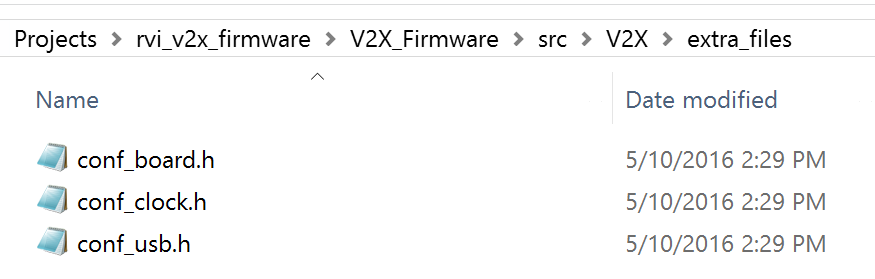 Projects > rvi_v2x_firmware > V2X_Firmware > src > V2X > extra_files
Name Date modified
conf_board.h 5/10/2016 2:29 PM
conf_clock.h 5/10/2016 2:29 PM
conf_usb.h 5/10/2016 2:29 PM